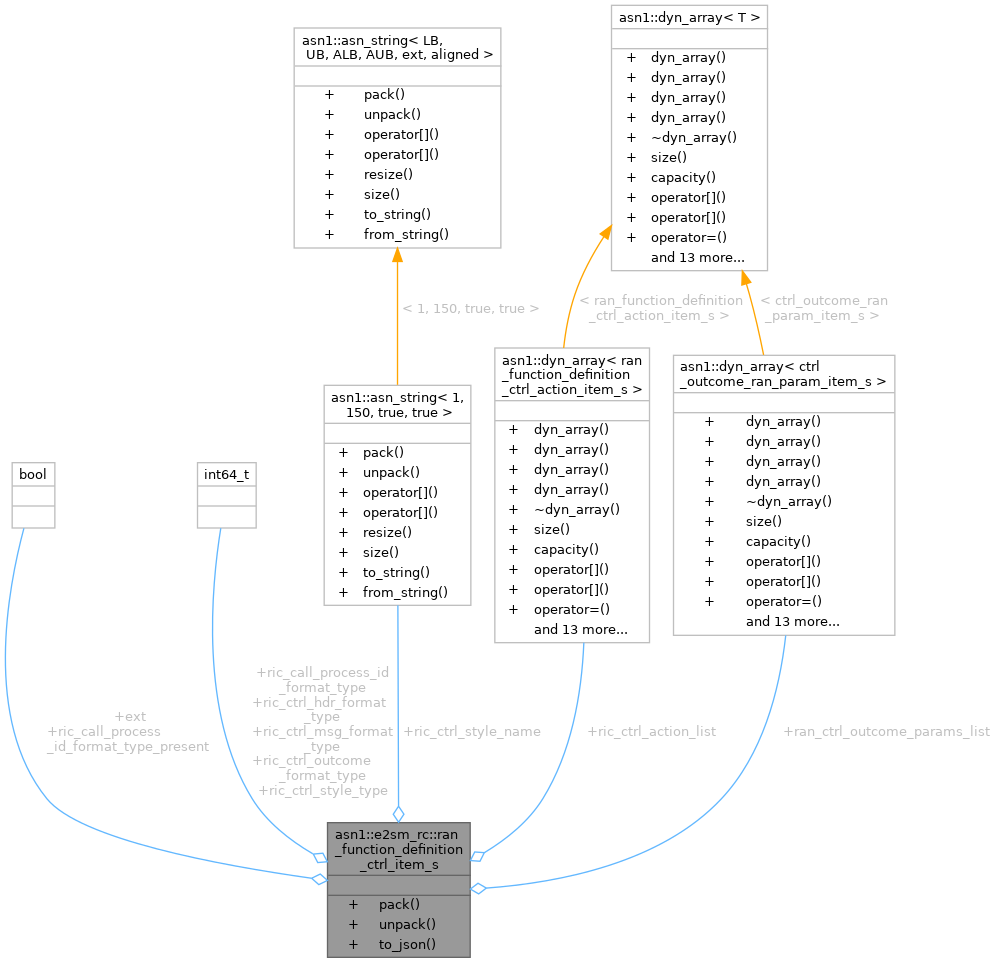 asn1::asn_string< LB,
UB, ALB, AUB, ext, aligned >
+ pack()
+ unpack()
+ operator[]()
+ operator[]()
+ resize()
+ size()
+ to_string()
+ from_string()
asn1::dyn_array< T >
+ dyn_array()
+ dyn_array()
+ dyn_array()
+ dyn_array()
+ ~dyn_array()
+ size()
+ capacity()
+ operator[]()
+ operator[]()
+ operator=()
and 13 more...
< 1, 150, true, true >
< ran_function_definition
_ctrl_action_item_s >
< ctrl_outcome_ran
_param_item_s >
bool
int64_t
asn1::asn_string< 1,
150, true, true >
+ pack()
+ unpack()
+ operator[]()
+ operator[]()
+ resize()
+ size()
+ to_string()
+ from_string()
asn1::dyn_array< ran
_function_definition
_ctrl_action_item_s >
+ dyn_array()
+ dyn_array()
+ dyn_array()
+ dyn_array()
+ ~dyn_array()
+ size()
+ capacity()
+ operator[]()
+ operator[]()
+ operator=()
and 13 more...
asn1::dyn_array< ctrl
_outcome_ran_param_item_s >
+ dyn_array()
+ dyn_array()
+ dyn_array()
+ dyn_array()
+ ~dyn_array()
+ size()
+ capacity()
+ operator[]()
+ operator[]()
+ operator=()
and 13 more...
+ext
+ric_call_process
_id_format_type_present
+ric_call_process_id
_format_type
+ric_ctrl_hdr_format
_type
+ric_ctrl_msg_format
_type
+ric_ctrl_outcome
_format_type
+ric_ctrl_style_type
+ric_ctrl_style_name
+ric_ctrl_action_list
+ran_ctrl_outcome_params_list
asn1::e2sm_rc::ran
_function_definition
_ctrl_item_s
+ pack()
+ unpack()
+ to_json()